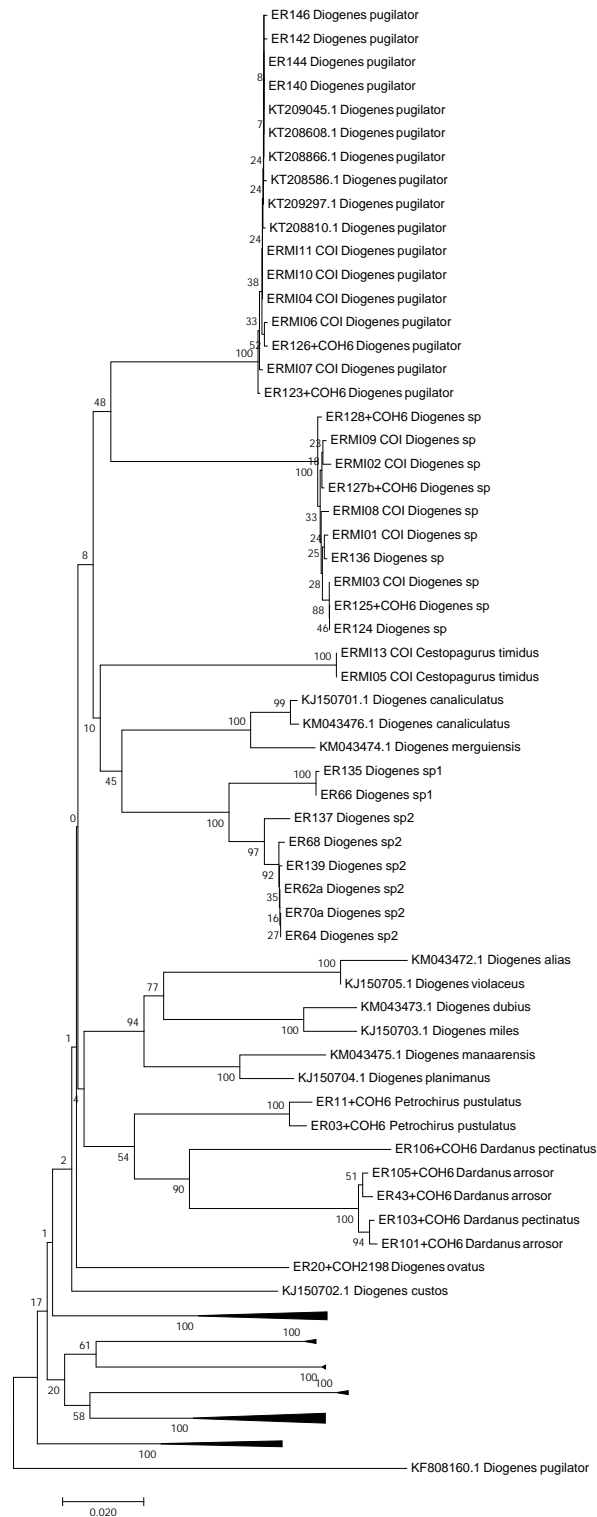 ER146 Diogenes pugilator
ER142 Diogenes pugilator
ER144 Diogenes pugilator
ER140 Diogenes pugilator
8
KT209045.1 Diogenes pugilator
7
KT208608.1 Diogenes pugilator
KT208866.1 Diogenes pugilator
24
KT208586.1 Diogenes pugilator
24
KT209297.1 Diogenes pugilator
KT208810.1 Diogenes pugilator
24
ERMI11 COI Diogenes pugilator
ERMI10 COI Diogenes pugilator
38
ERMI04 COI Diogenes pugilator
33
ERMI06 COI Diogenes pugilator
52
ER126+COH6 Diogenes pugilator
100
ERMI07 COI Diogenes pugilator
ER123+COH6 Diogenes pugilator
48
ER128+COH6 Diogenes sp
23
ERMI09 COI Diogenes sp
18
ERMI02 COI Diogenes sp
100
ER127b+COH6 Diogenes sp
33
ERMI08 COI Diogenes sp
24
ERMI01 COI Diogenes sp
25
ER136 Diogenes sp
8
28
ERMI03 COI Diogenes sp
88
ER125+COH6 Diogenes sp
46
ER124 Diogenes sp
100
ERMI13 COI Cestopagurus timidus
ERMI05 COI Cestopagurus timidus
99
KJ150701.1 Diogenes canaliculatus
100
KM043476.1 Diogenes canaliculatus
10
KM043474.1 Diogenes merguiensis
45
100
ER135 Diogenes sp1
ER66 Diogenes sp1
100
0
ER137 Diogenes sp2
97
ER68 Diogenes sp2
92
ER139 Diogenes sp2
35
ER62a Diogenes sp2
16
ER70a Diogenes sp2
27
ER64 Diogenes sp2
100
KM043472.1 Diogenes alias
77
KJ150705.1 Diogenes violaceus
94
KM043473.1 Diogenes dubius
100
KJ150703.1 Diogenes miles
1
KM043475.1 Diogenes manaarensis
100
KJ150704.1 Diogenes planimanus
4
100
ER11+COH6 Petrochirus pustulatus
ER03+COH6 Petrochirus pustulatus
54
ER106+COH6 Dardanus pectinatus
2
90
51
ER105+COH6 Dardanus arrosor
ER43+COH6 Dardanus arrosor
100
ER103+COH6 Dardanus pectinatus
94
ER101+COH6 Dardanus arrosor
1
ER20+COH2198 Diogenes ovatus
KJ150702.1 Diogenes custos
17
100
100
61
100
20
100
58
100
100
KF808160.1 Diogenes pugilator
0.020